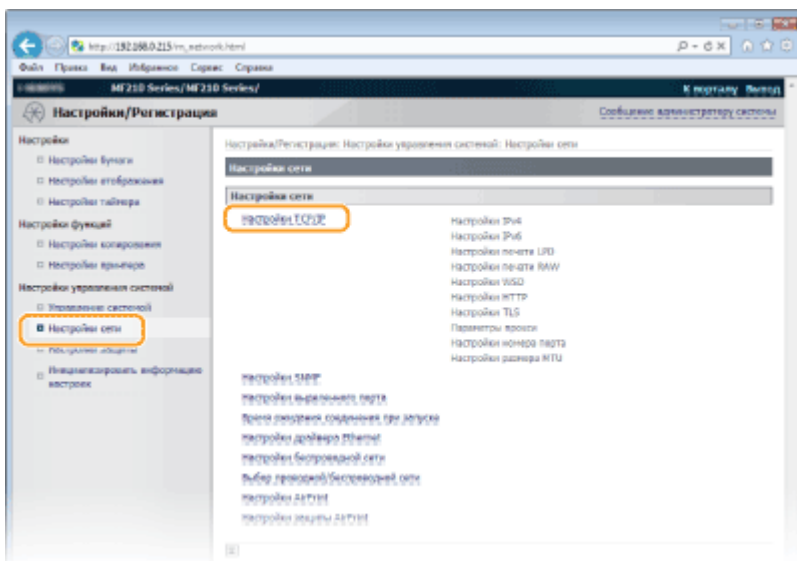 http://192.168.0.215/m_network.html
Файл Правка Вид Избранное Сервис Справка
MF210 Series/MF210 Series/
К порталу Выход
Настройки/Регистрация
Сообщение администратору системы
Настройки
Настройки бумаги
Настройки отображения
Настройки таймера
Настройки функций
Настройки копирования
Настройки принтера
Настройки управления системой
Управление системой
Настройки сети
Настройки защиты
Инициализировать информацию
настроек
Настройки/Регистрация: Настройки управления системой: Настройки сети
Настройки сети
Настройки сети
Настройки TCP/IP
Настройки IPv4
Настройки IPv6
Настройки печати LPD
Настройки печати RAW
Настройки WSD
Настройки HTTP
Настройки TLS
Параметры прокси
Настройки номера порта
Настройки размера MTU
Настройки SNMP
Настройки выделенного порта
Время ожидания соединения при запуске
Настройки драйвера Ethernet
Настройки беспроводной сети
Выбор проводной/беспроводной сети
Настройки AirPrint
Настройки защиты AirPrint